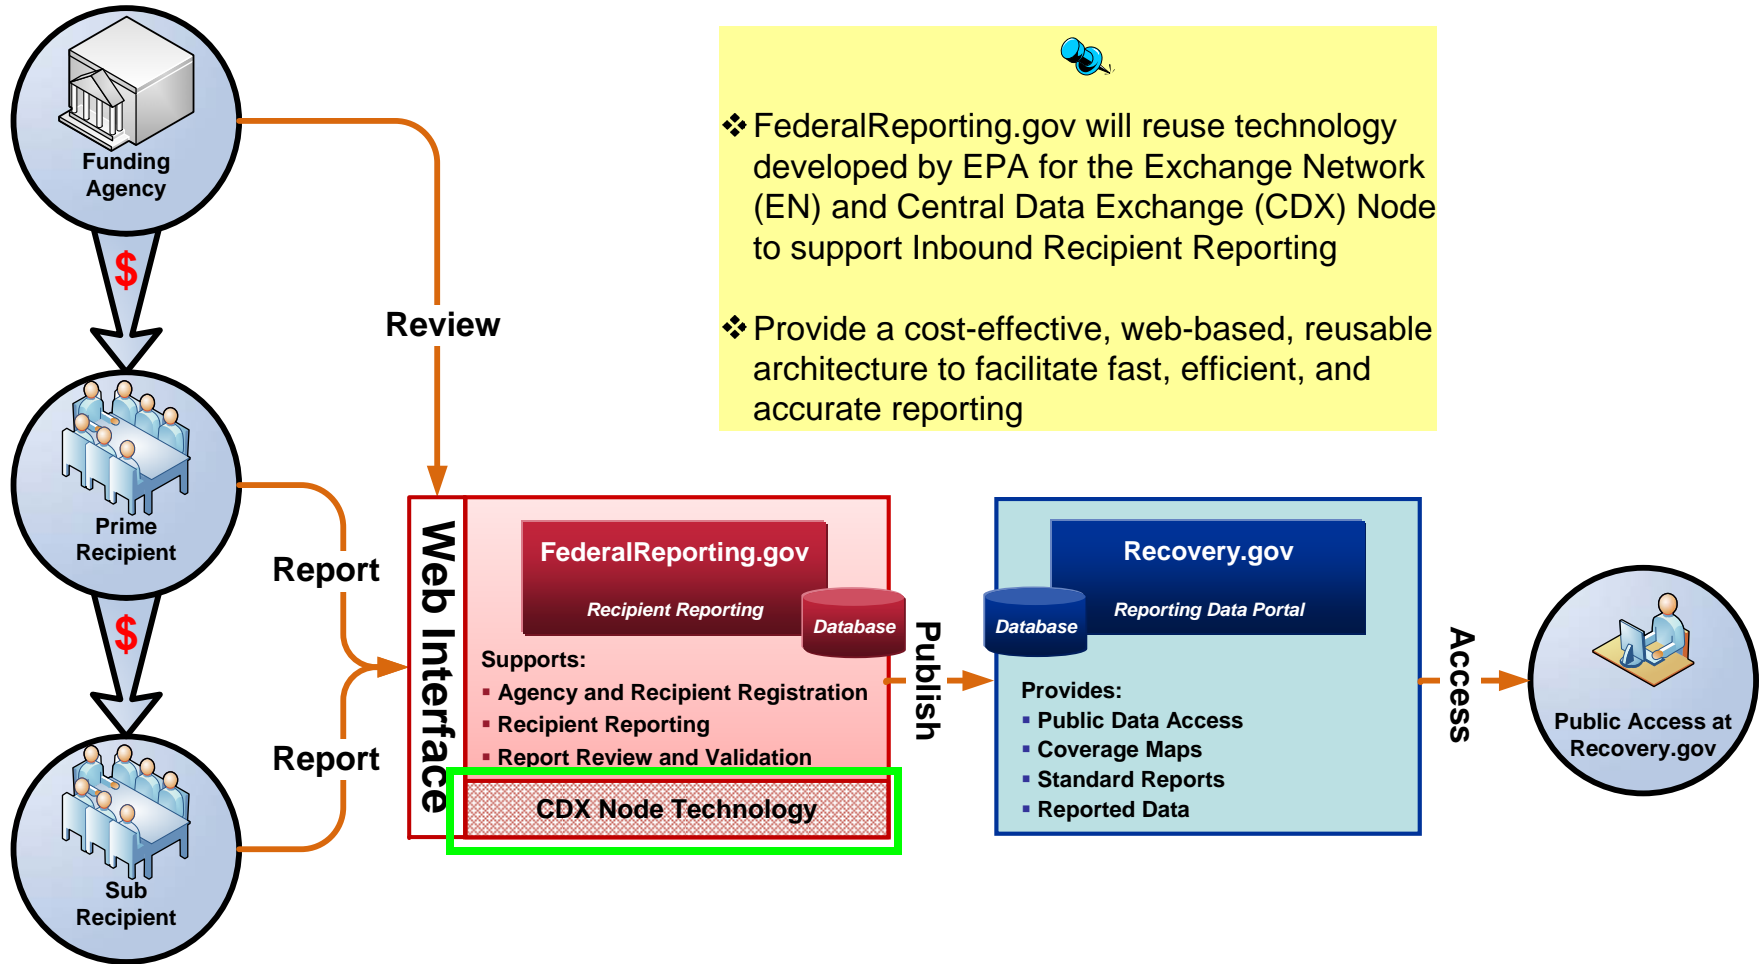 Funding
Agency
$
Prime
Recipient
$
Sub
Recipient
Review
Report
Report
❖ FederalReporting.gov will reuse technology
developed by EPA for the Exchange Network
(EN) and Central Data Exchange (CDX) Node
to support Inbound Recipient Reporting
❖ Provide a cost-effective, web-based, reusable
architecture to facilitate fast, efficient, and
accurate reporting
Web Interface
FederalReporting.gov
Recipient Reporting
Database
Supports:
▪ Agency and Recipient Registration
▪ Recipient Reporting
▪ Report Review and Validation
CDX Node Technology
Publish
Recovery.gov
Reporting Data Portal
Database
Provides:
▪ Public Data Access
▪ Coverage Maps
▪ Standard Reports
▪ Reported Data
Access
Public Access at
Recovery.gov